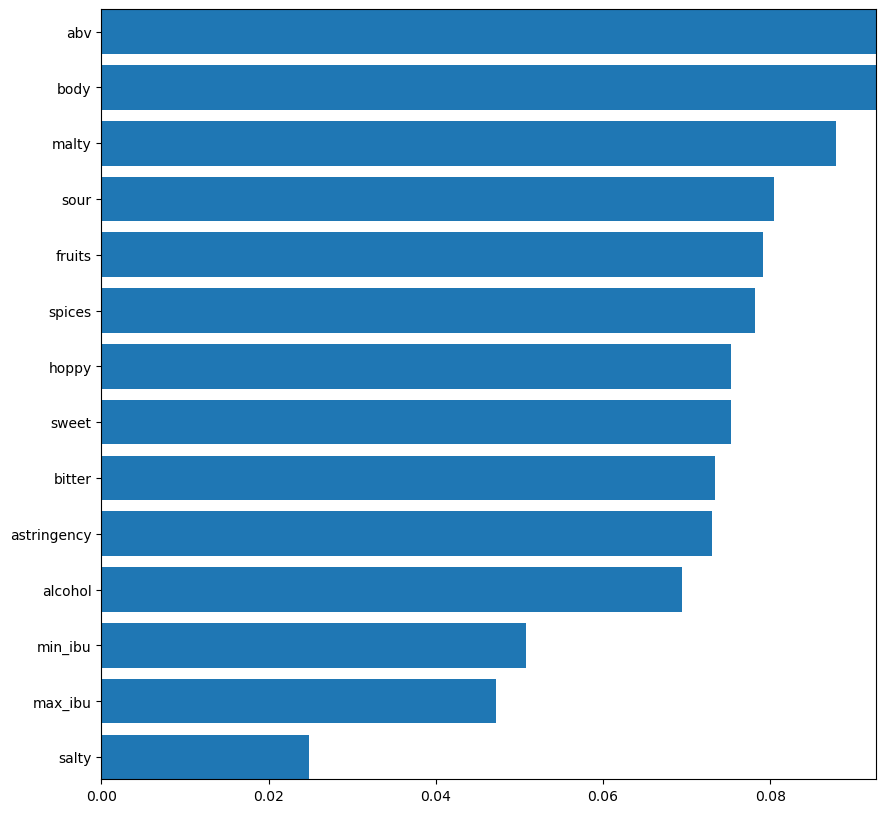 abv
body
malty
sour
fruits
spices
hoppy
sweet
bitter
astringency
alcohol
min_ibu
max_ibu
salty
0.00 0.02 0.04 0.06 0.08